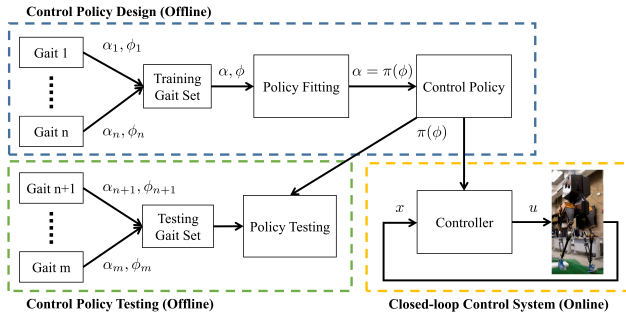 Control Policy Design (Offline)
Gait 1
α₁, ϕ₁
Training
Gait Set
α, ϕ
Policy Fitting
α = π(ϕ)
Control Policy
Gait n
αₙ, ϕₙ
π(ϕ)
Gait n+1
αₙ₊₁, ϕₙ₊₁
Testing
Gait Set
Policy Testing
Gait m
αₘ, ϕₘ
x
Controller
u
Control Policy Testing (Offline)
Closed-loop Control System (Online)